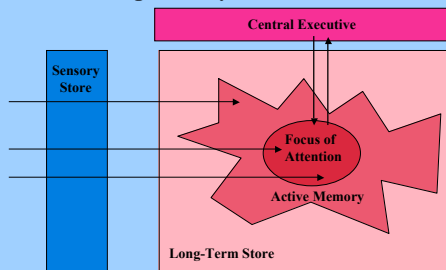 Central Executive
Sensory
Store
Focus of
Attention
Active Memory
Long-Term Store